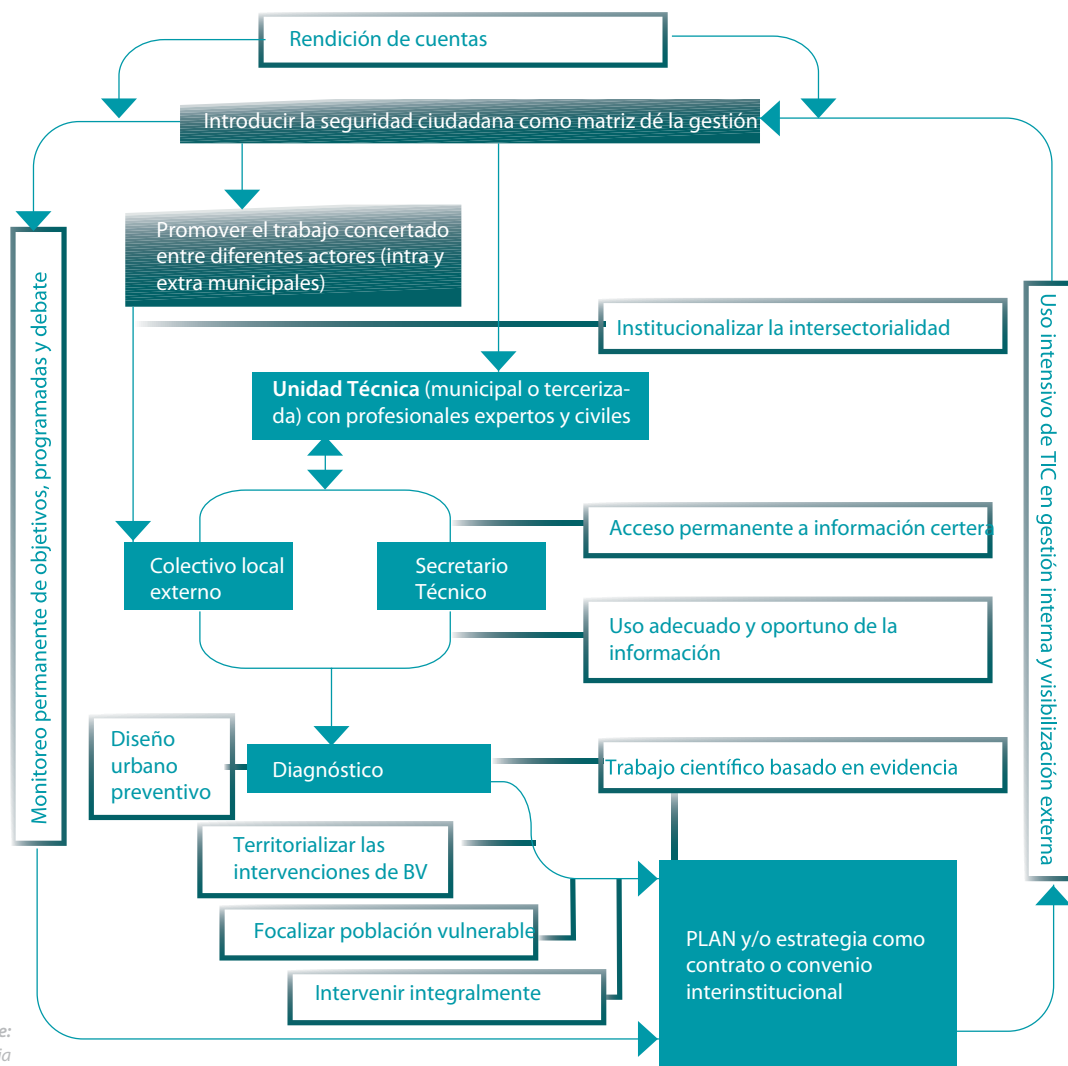 Rendición de cuentas
Introducir la seguridad ciudadana como matriz dé la gestión
Promover el trabajo concertado
entre diferentes actores (intra y
extra municipales)
Institucionalizar la intersectorialidad
Unidad Técnica (municipal o terceriza-
da) con profesionales expertos y civiles
Monitoreo permanente de objetivos, programadas y debate
Uso intensivo de TIC en gestión interna y visibilización externa
Acceso permanente a información certera
Colectivo local
externo
Secretario
Técnico
Uso adecuado y oportuno de la
información
Diseño
urbano
preventivo
Diagnóstico
Trabajo científico basado en evidencia
Territorializar las
intervenciones de BV
Focalizar población vulnerable
Intervenir integralmente
PLAN y/o estrategia como
contrato o convenio
interinstitucional